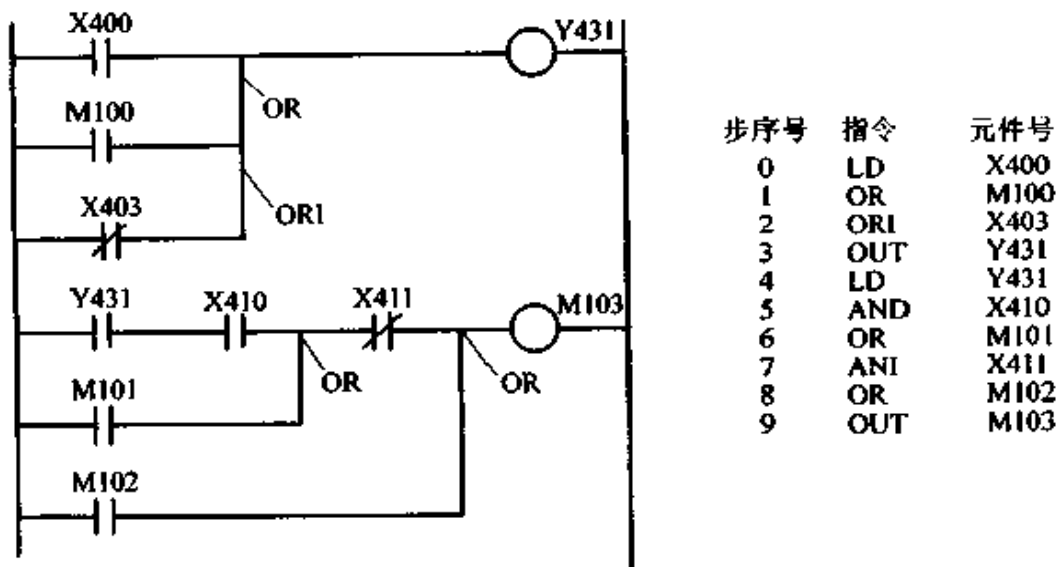 X400
Y431
OR
M100
X403
ORI
Y431 X410 X411 M103
OR OR
M101
M102
步序号 指令 元件号
0 LD X400
1 OR M100
2 ORI X403
3 OUT Y431
4 LD Y431
5 AND X410
6 OR M101
7 ANI X411
8 OR M102
9 OUT M103